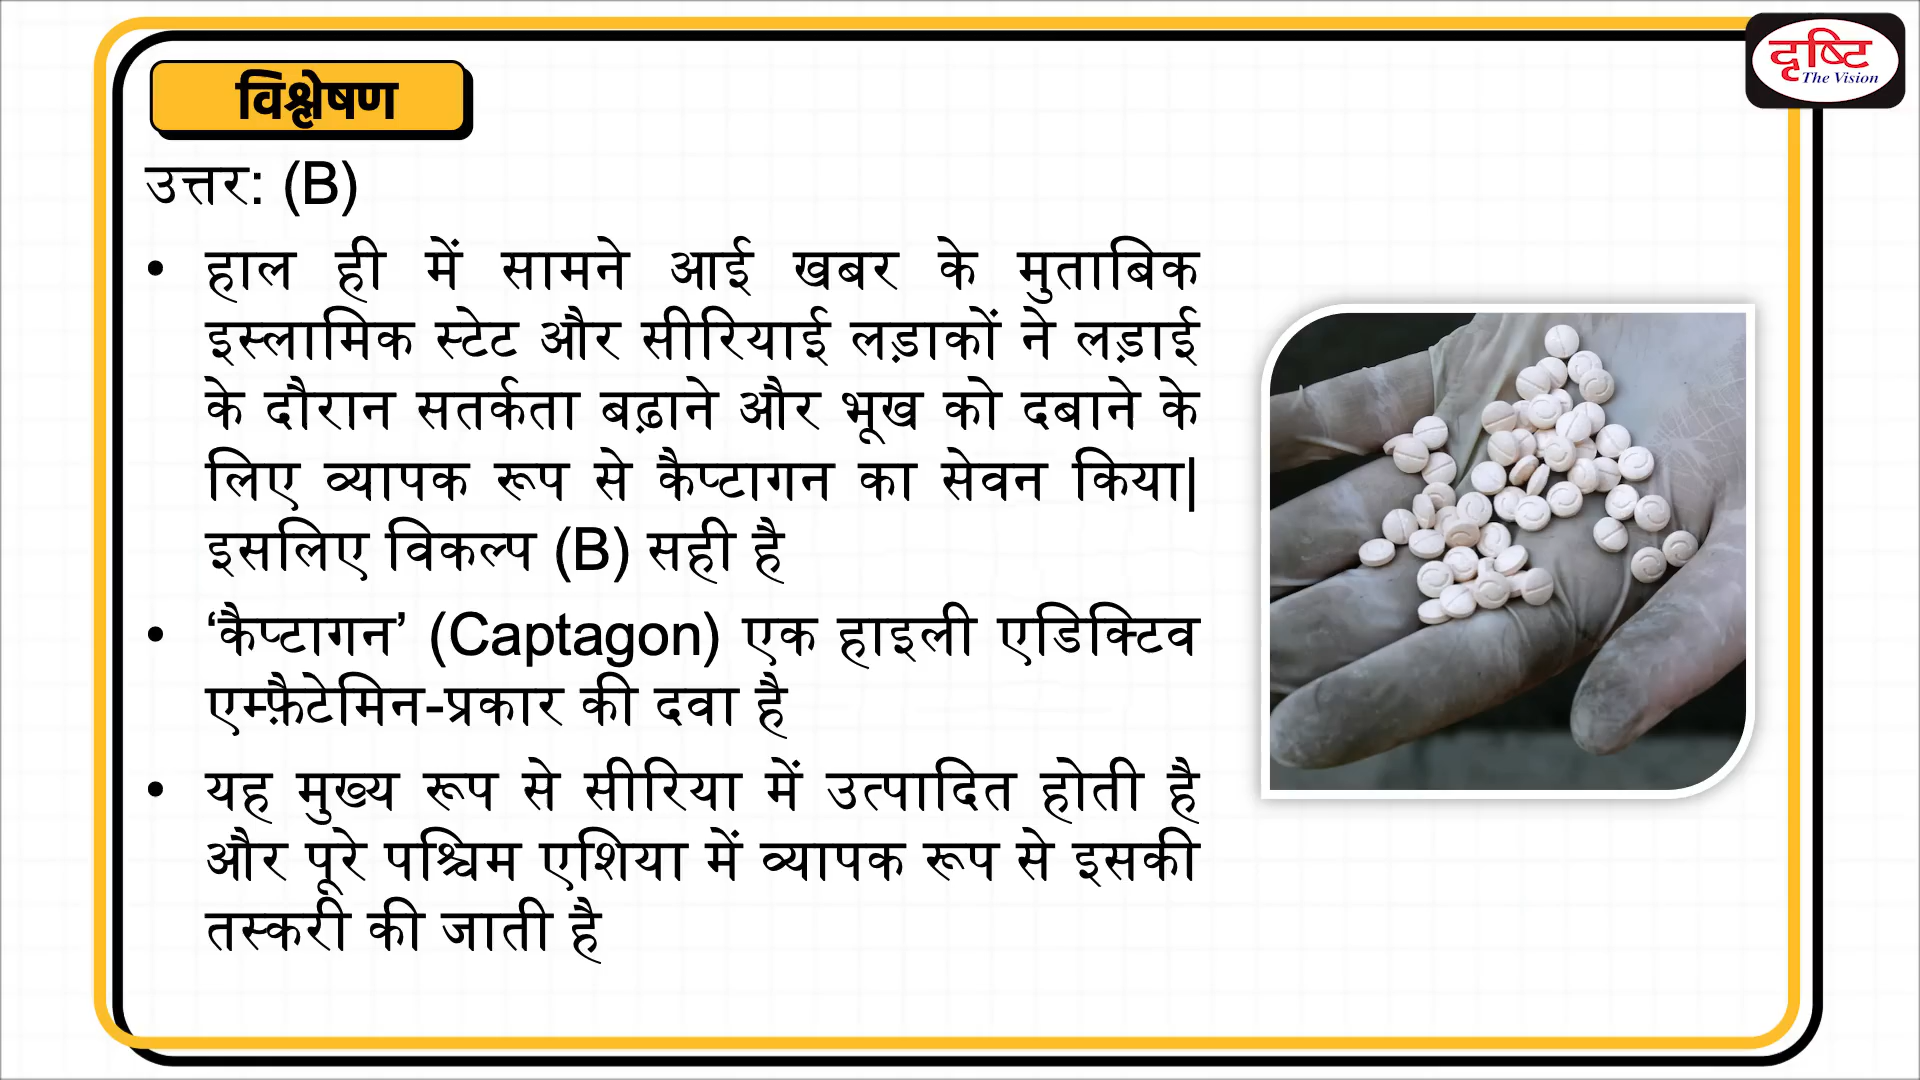 दृष्टि
The Vision
विश्लेषण
उत्तर: (B)
• हाल ही में सामने आई खबर के मुताबिक
इस्लामिक स्टेट और सीरियाई लड़ाकों ने लड़ाई
के दौरान सतर्कता बढ़ाने और भूख को दबाने के
लिए व्यापक रूप से कैप्टागन का सेवन किया|
इसलिए विकल्प (B) सही है
• ‘कैप्टागन’ (Captagon) एक हाइली एडिक्टिव
एम्फ़ैटेमिन-प्रकार की दवा है
• यह मुख्य रूप से सीरिया में उत्पादित होती है
और पूरे पश्चिम एशिया में व्यापक रूप से इसकी
तस्करी की जाती है